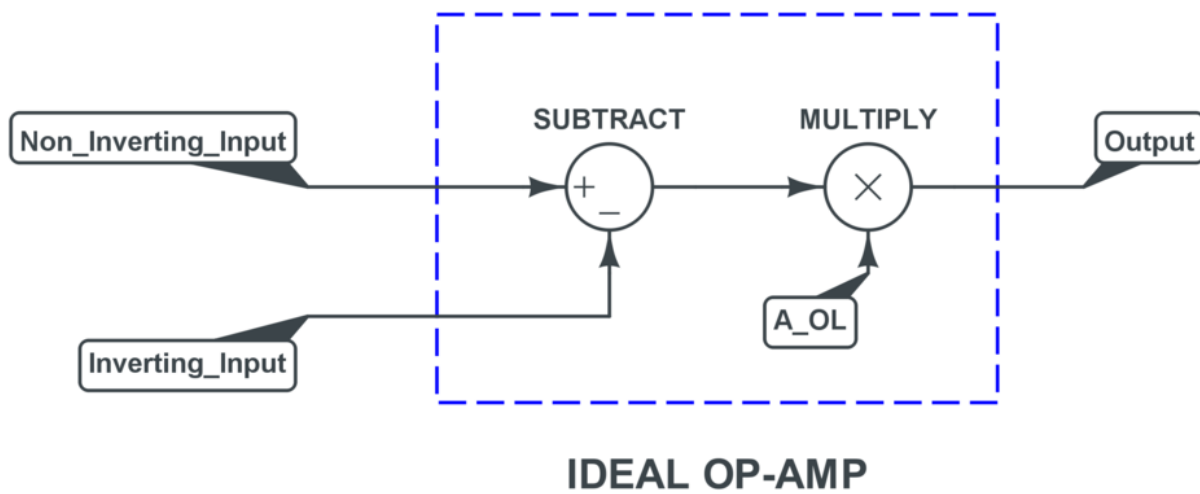 SUBTRACT
MULTIPLY
Non_Inverting_Input
Output
+
−
×
A_OL
Inverting_Input
IDEAL OP-AMP